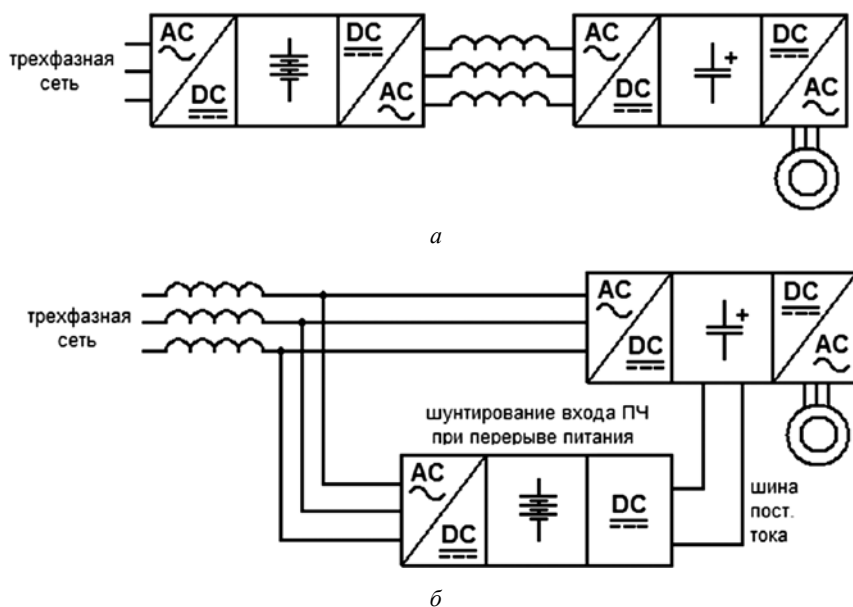 трехфазная
сеть
AC
DC
DC
AC
AC
DC
+
DC
AC
а
трехфазная
сеть
AC
DC
+
DC
AC
шунтирование входа ПЧ
при перерыве питания
AC
DC
DC
шина
пост.
тока
б